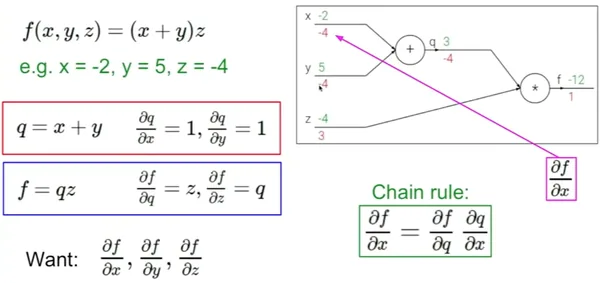 f(x, y, z) = (x + y)z
e.g. x = -2, y = 5, z = -4
q = x + y   ∂q/∂x = 1, ∂q/∂y = 1
f = qz   ∂f/∂q = z, ∂f/∂z = q
Want: ∂f/∂x, ∂f/∂y, ∂f/∂z
x -2
-4
+
q 3
-4
y 5
-4
f -12
*
1
z -4
3
∂f/∂x
Chain rule:
∂f/∂x = ∂f/∂q ∂q/∂x